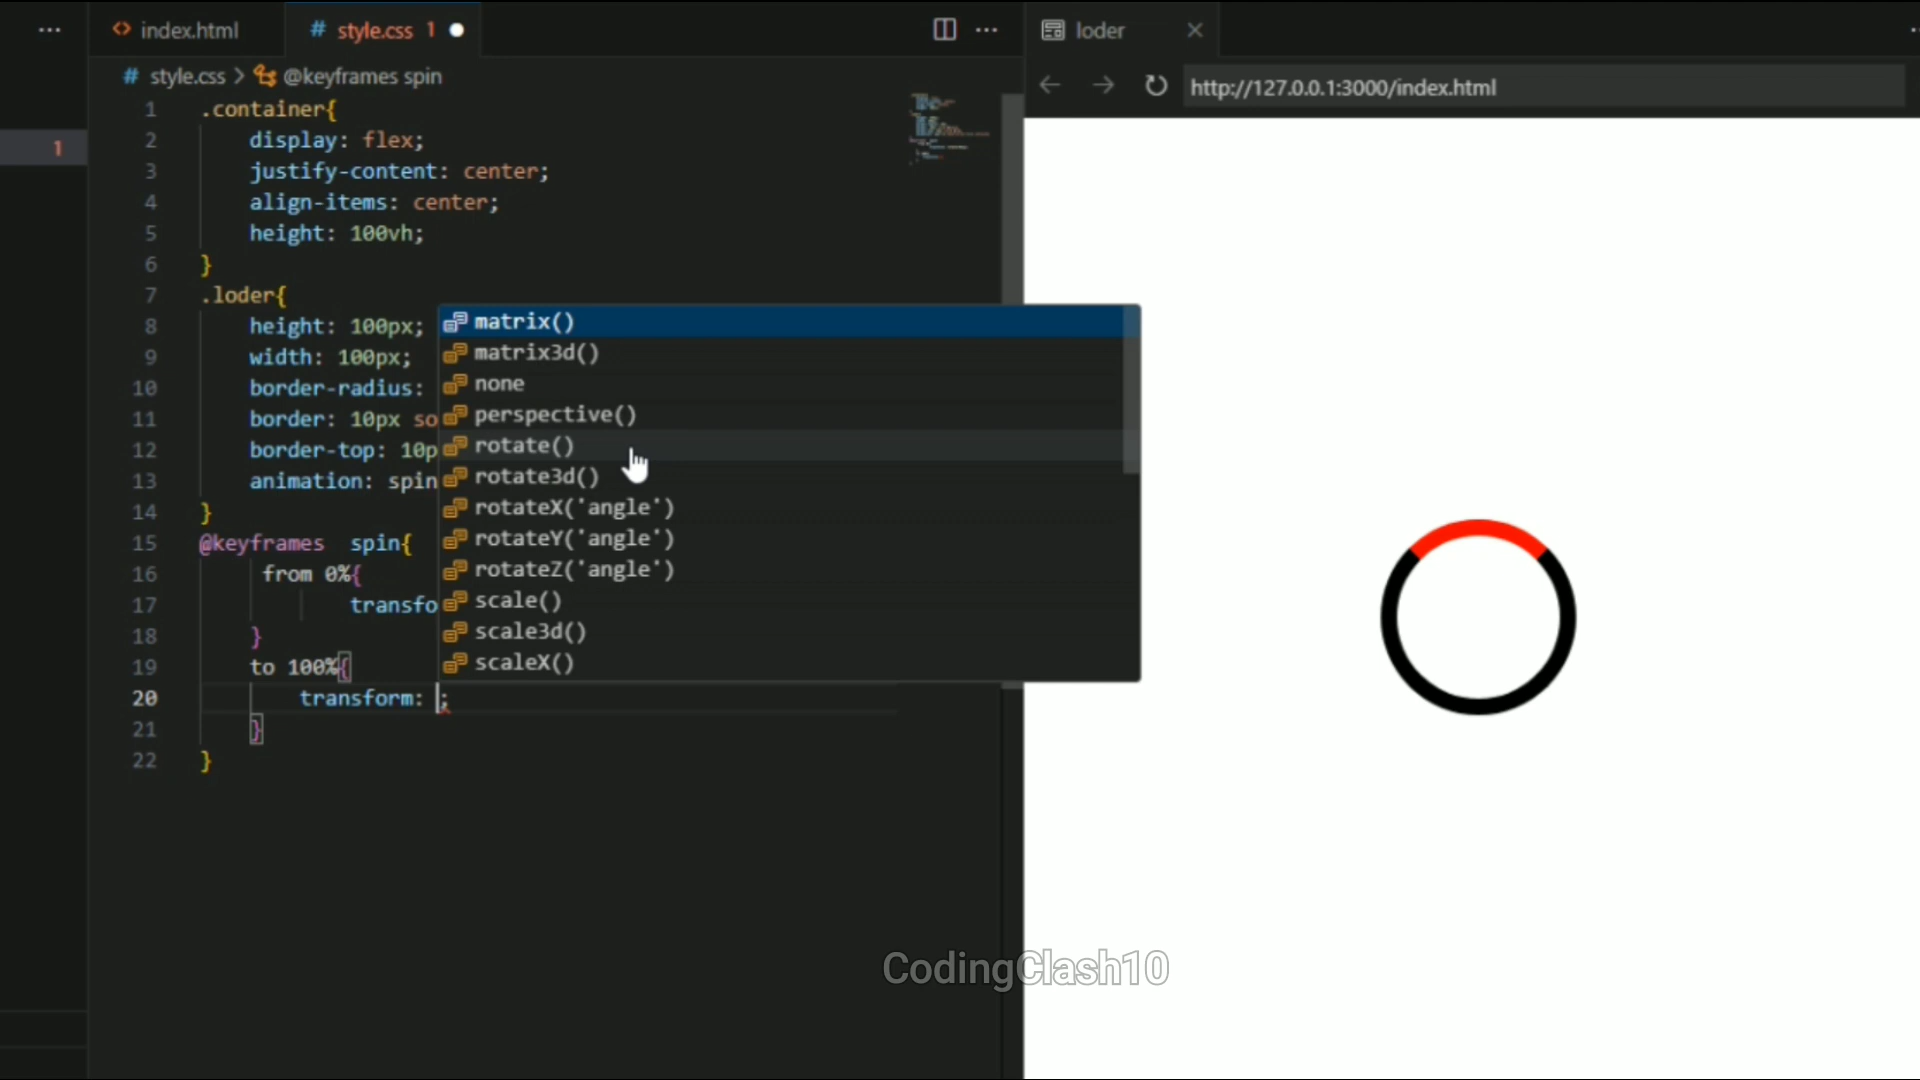 index.html
# style.css 1
loder
# style.css > @keyframes spin
http://127.0.0.1:3000/index.html
1
1 .container{
2 display: flex;
3 justify-content: center;
4 align-items: center;
5 height: 100vh;
6 }
7 .loder{
8 height: 100px;
9 width: 100px;
10 border-radius:
11 border: 10px so
12 border-top: 10p
13 animation: spin
14 }
15 @keyframes spin{
16 from 0%{
17 transfo
18 }
19 to 100%{
20 transform: ;
21 }
22 }
matrix()
matrix3d()
none
perspective()
rotate()
rotate3d()
rotateX('angle')
rotateY('angle')
rotateZ('angle')
scale()
scale3d()
scaleX()
CodingClash10